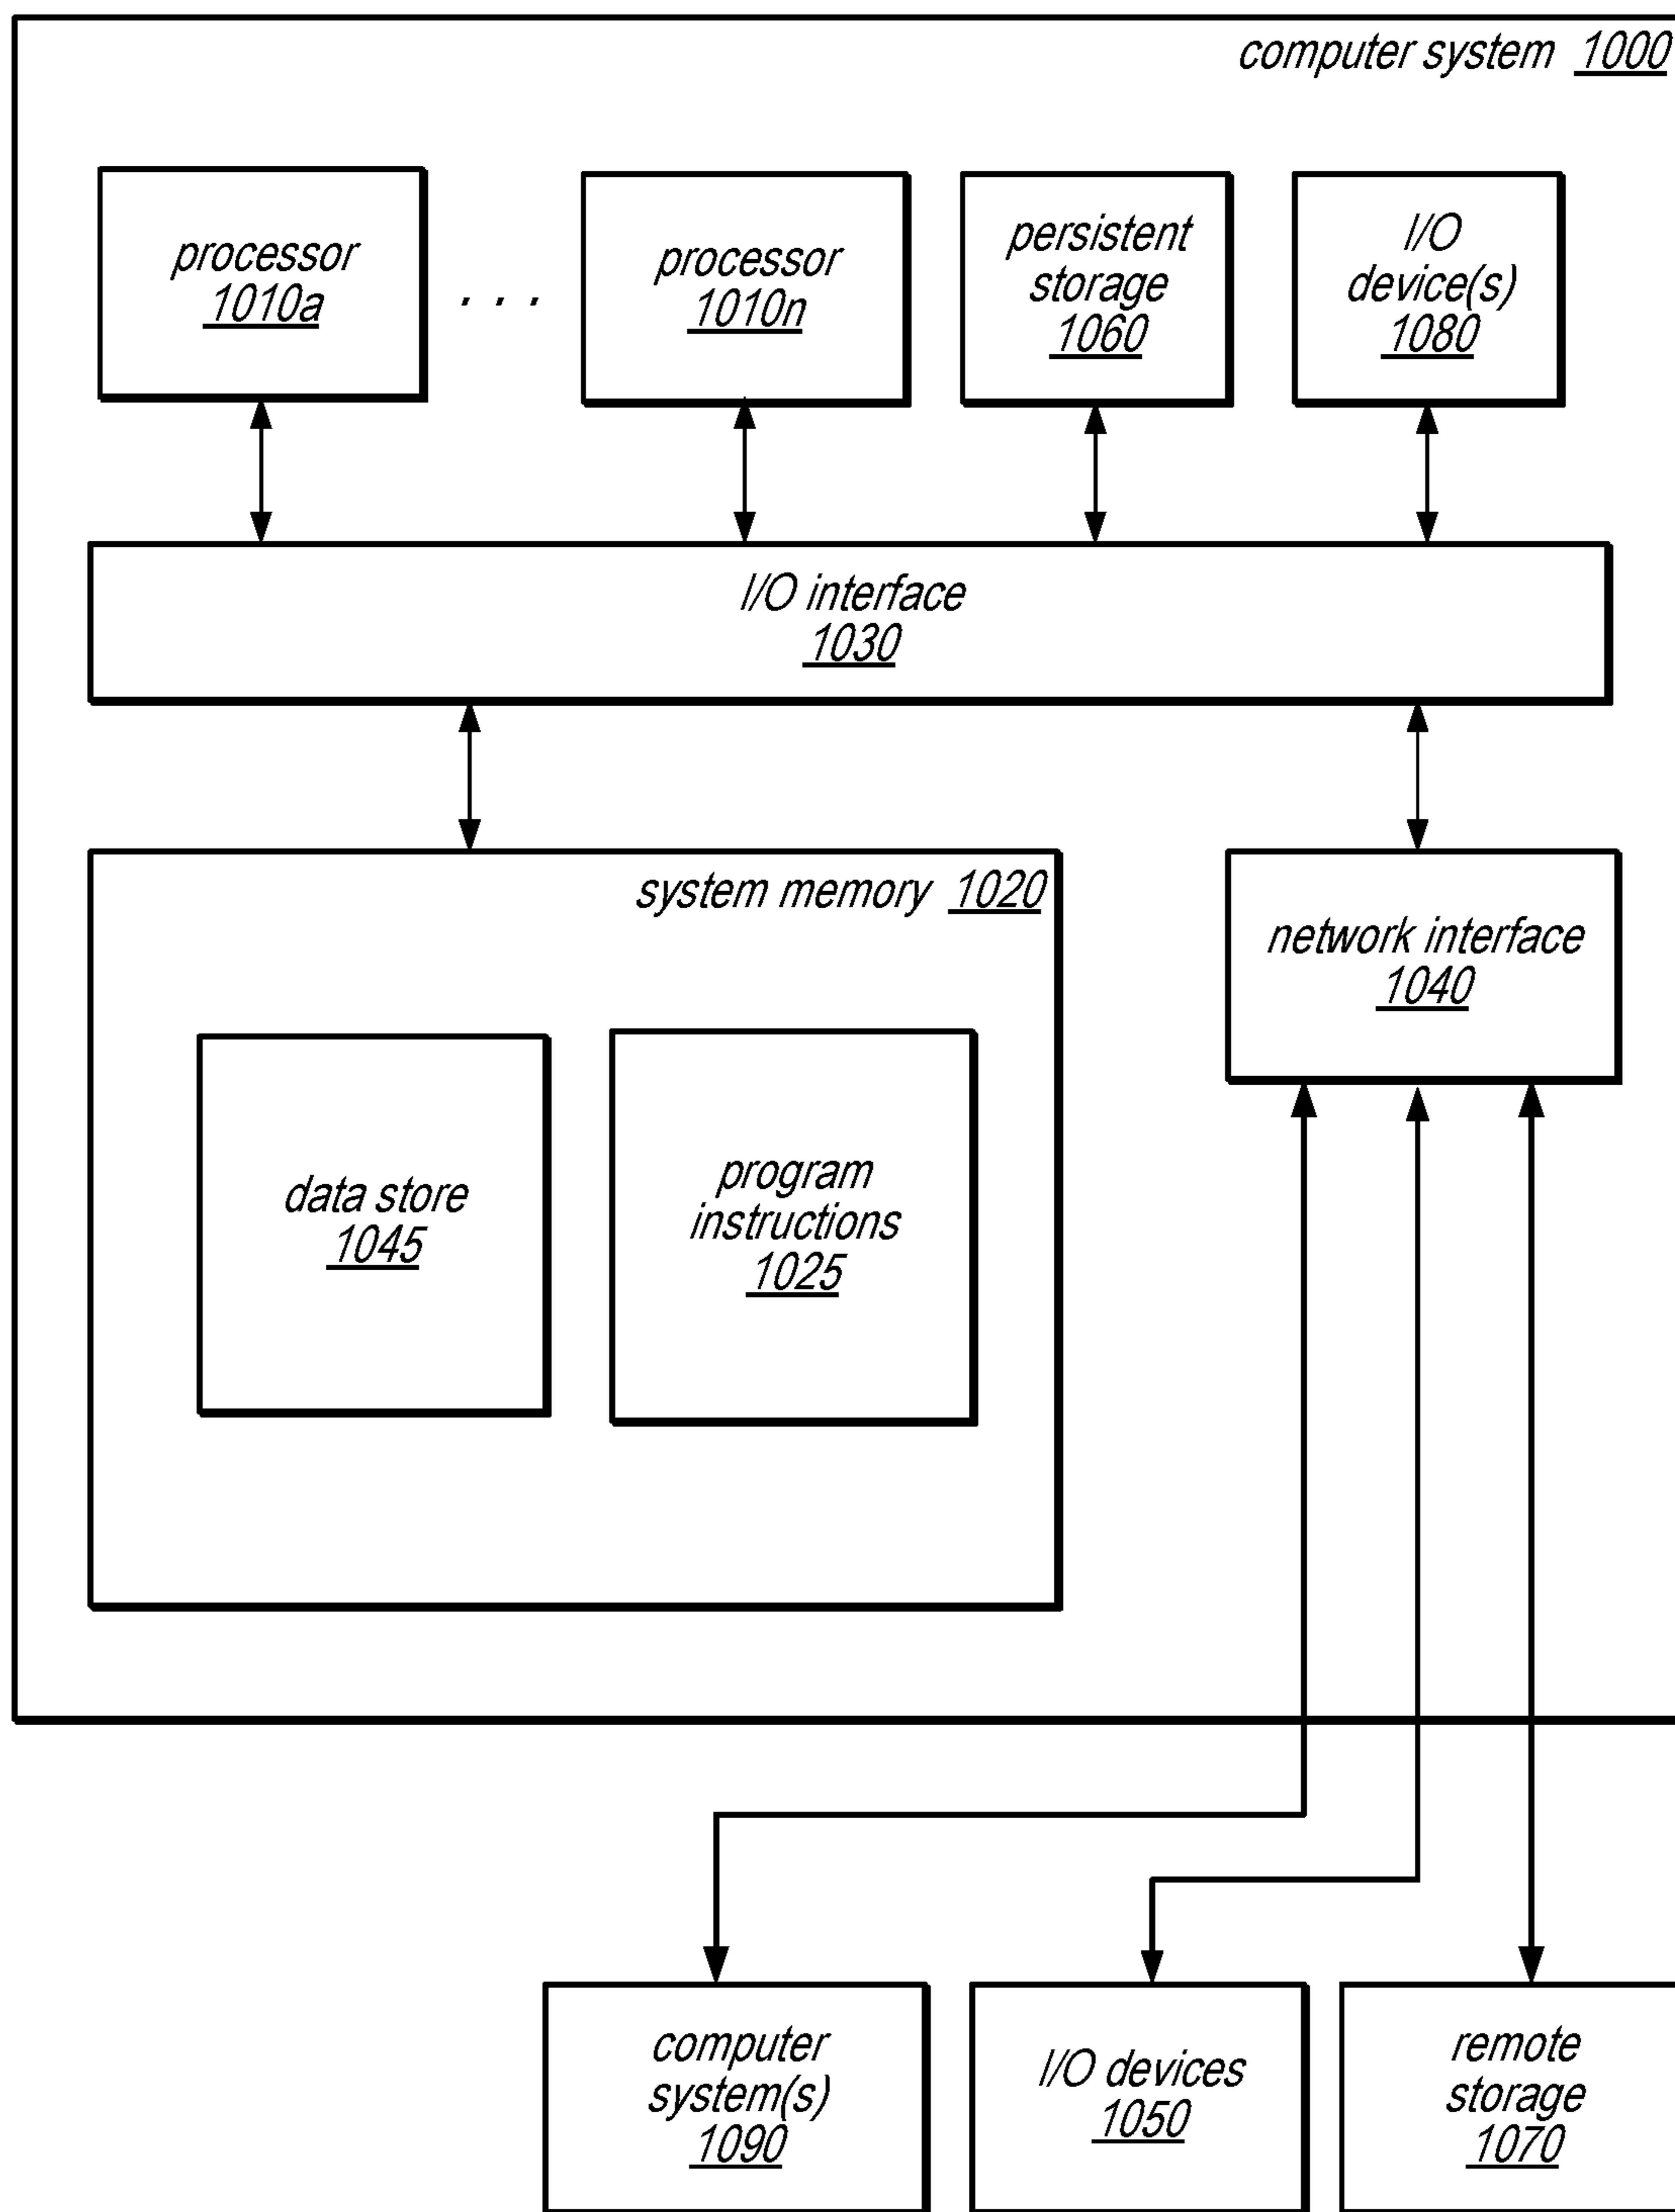 computer system 1000
processor
1010a
. . .
processor
1010n
persistent
storage
1060
I/O
device(s)
1080
I/O interface
1030
system memory 1020
network interface
1040
data store
1045
program
instructions
1025
computer
system(s)
1090
I/O devices
1050
remote
storage
1070